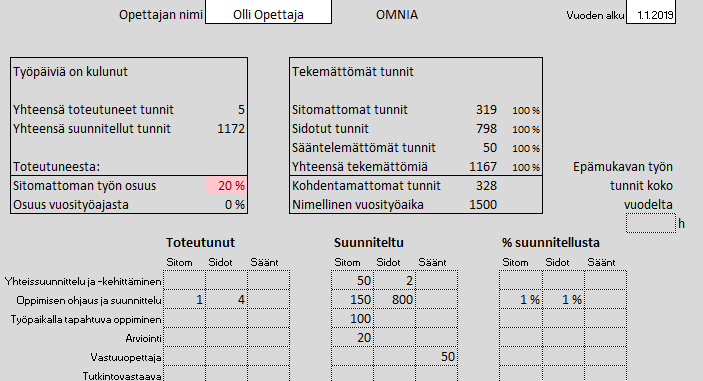 Opettajan nimi Olli Opettaja OMNIA Vuoden alku 1.1.2019
Työpäiviä on kulunut
Yhteensä toteutuneet tunnit 5
Yhteensä suunnitellut tunnit 1172
Toteutuneesta:
Sitomattoman työn osuus 20 %
Osuus vuosityöajasta 0 %
Tekemättömät tunnit
Sitomattomat tunnit 319 100 %
Sidotut tunnit 798 100 %
Sääntelemättömät tunnit 50 100 %
Yhteensä tekemättömiä 1167 100 %
Kohdentamattomat tunnit 328
Nimellinen vuosityöaika 1500
Epämukavan työn
tunnit koko
vuodelta
h
Toteutunut Suunniteltu % suunnitellusta
Sitom Sidot Säänt Sitom Sidot Säänt Sitom Sidot Säänt
Yhteissuunnittelu ja -kehittäminen 50 2
Oppimisen ohjaus ja suunnittelu 1 4 150 800 1 % 1 %
Työpaikalla tapahtuva oppiminen 100
Arviointi 20
Vastuuopettaja 50
Tutkintovastaava